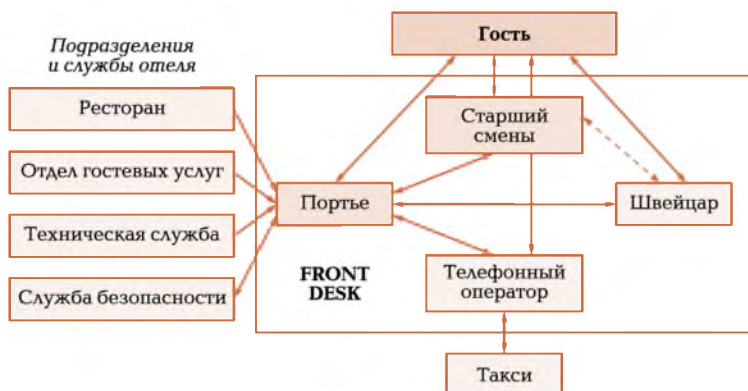 Подразделения
и службы отеля
Гость
Ресторан
Старший
смены
Отдел гостевых услуг
Портье
Швейцар
Техническая служба
FRONT
DESK
Телефонный
оператор
Служба безопасности
Такси